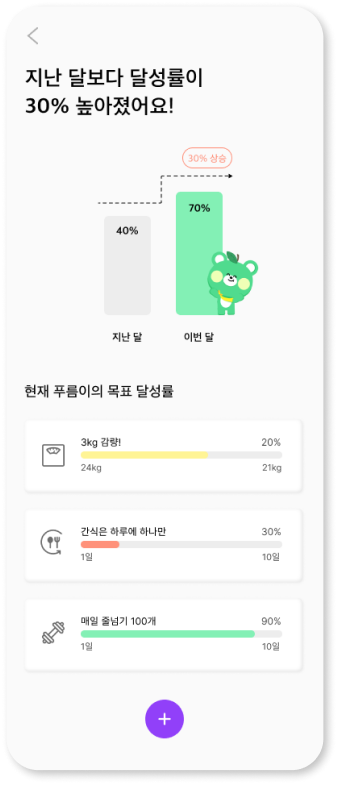 지난 달보다 달성률이
30% 높아졌어요!
30% 상승
70%
40%
지난 달 이번 달
현재 푸름이의 목표 달성률
3kg 감량! 20%
24kg 21kg
간식은 하루에 하나만 30%
1일 10일
매일 줄넘기 100개 90%
1일 10일